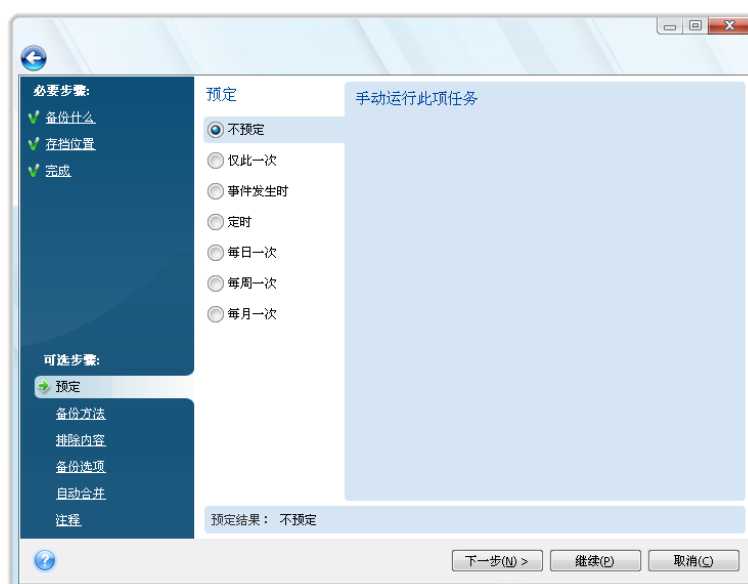 必要步骤:
备份什么
存档位置
完成
可选步骤:
预定
备份方法
排除内容
备份选项
自动合并
注释
预定
不预定
仅此一次
事件发生时
定时
每日一次
每周一次
每月一次
手动运行此项任务
预定结果： 不预定
下一步(N) >
继续(P)
取消(C)